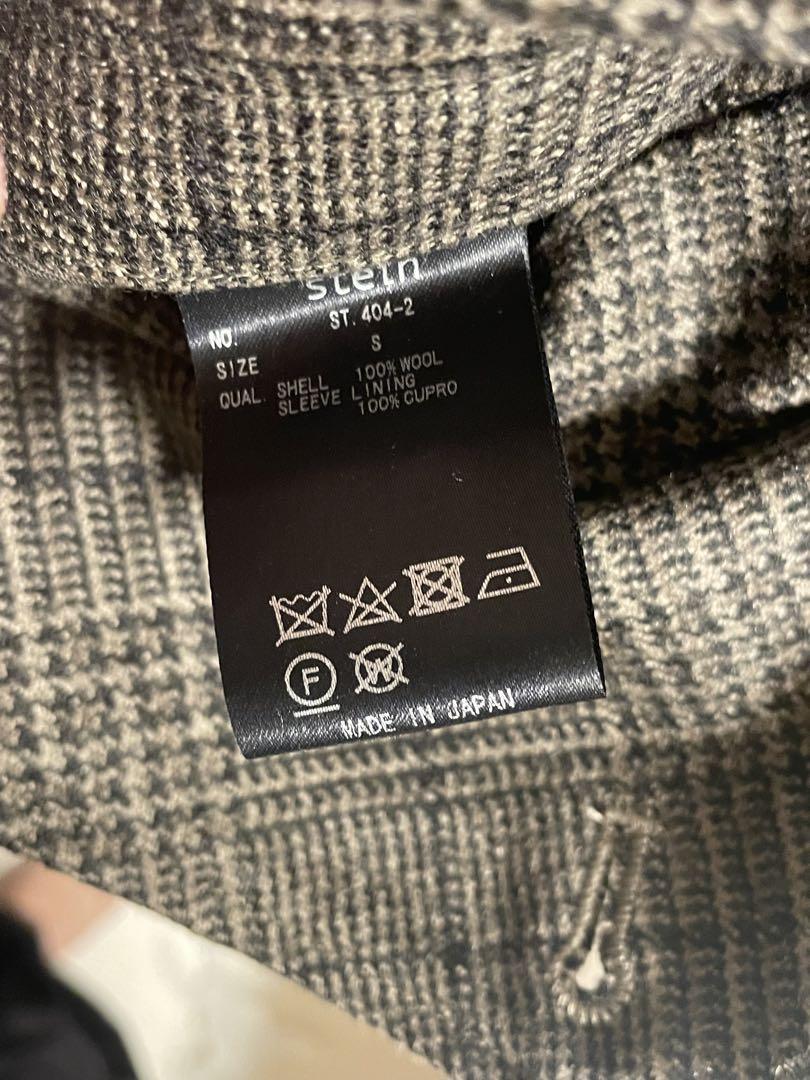 stein
NO. ST.404-2
SIZE S
QUAL. SHELL 100% WOOL
SLEEVE LINING
100% CUPRO
F
W
MADE IN JAPAN